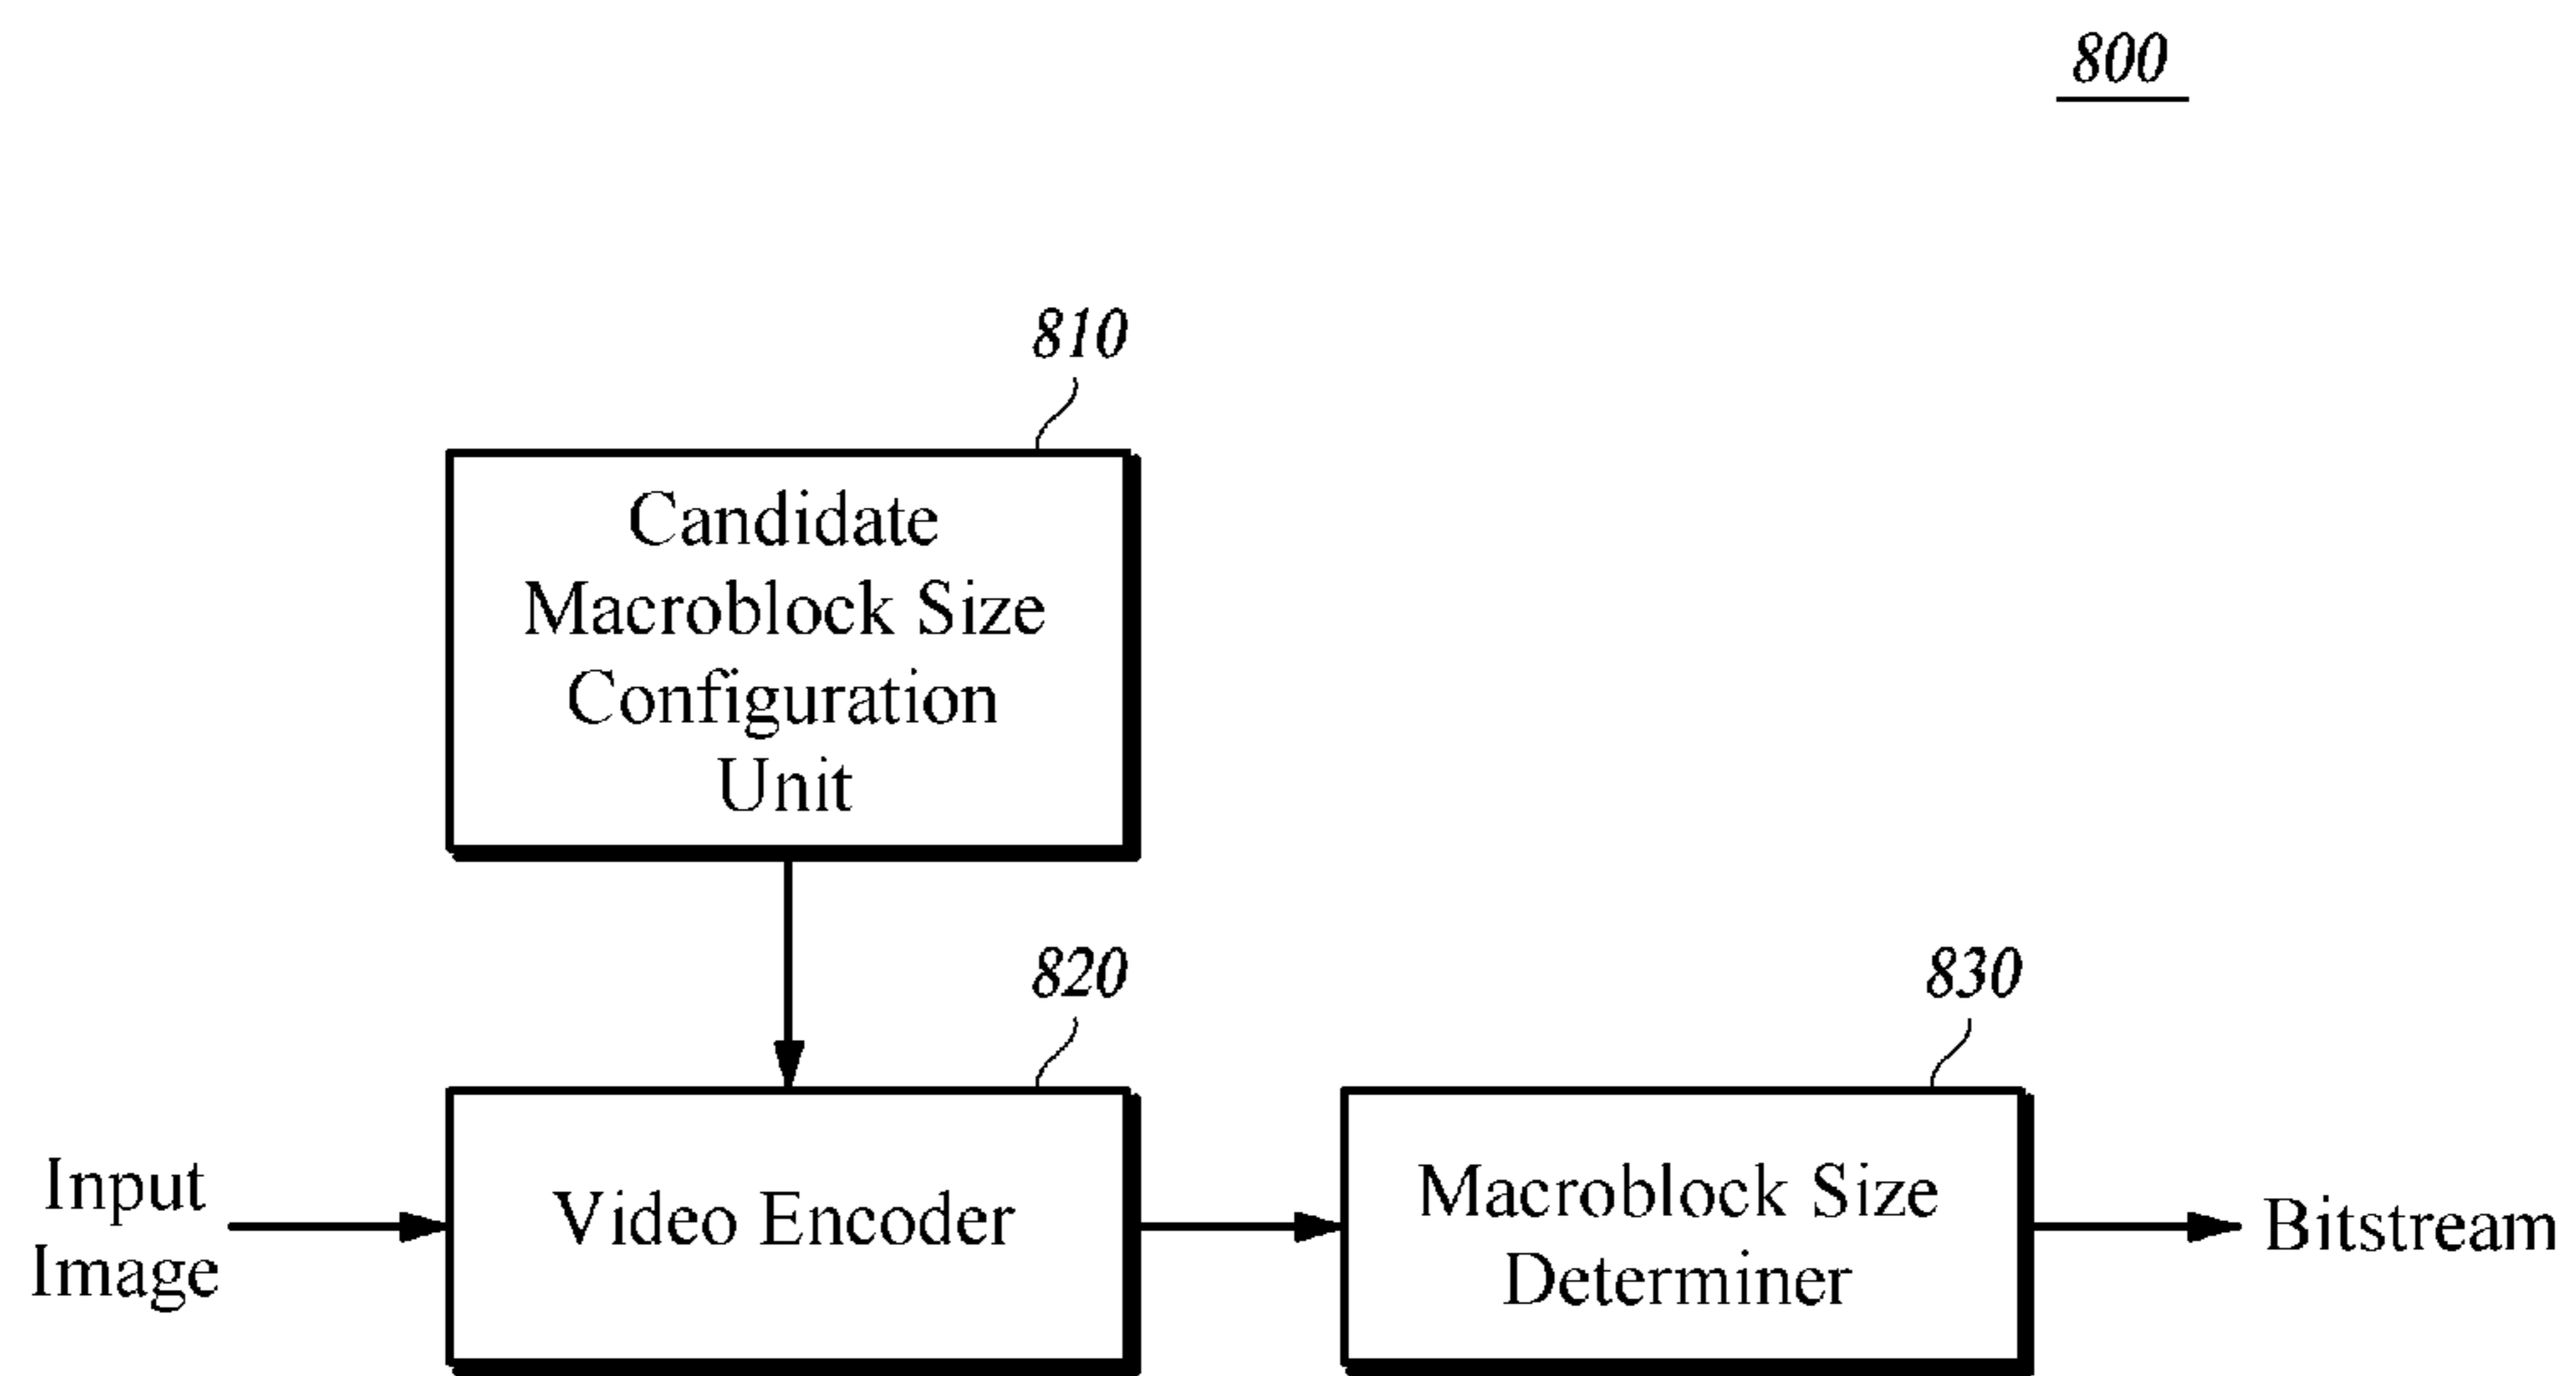 800
810
Candidate
Macroblock Size
Configuration
Unit
820
830
Input
Image
Video Encoder
Macroblock Size
Determiner
Bitstream